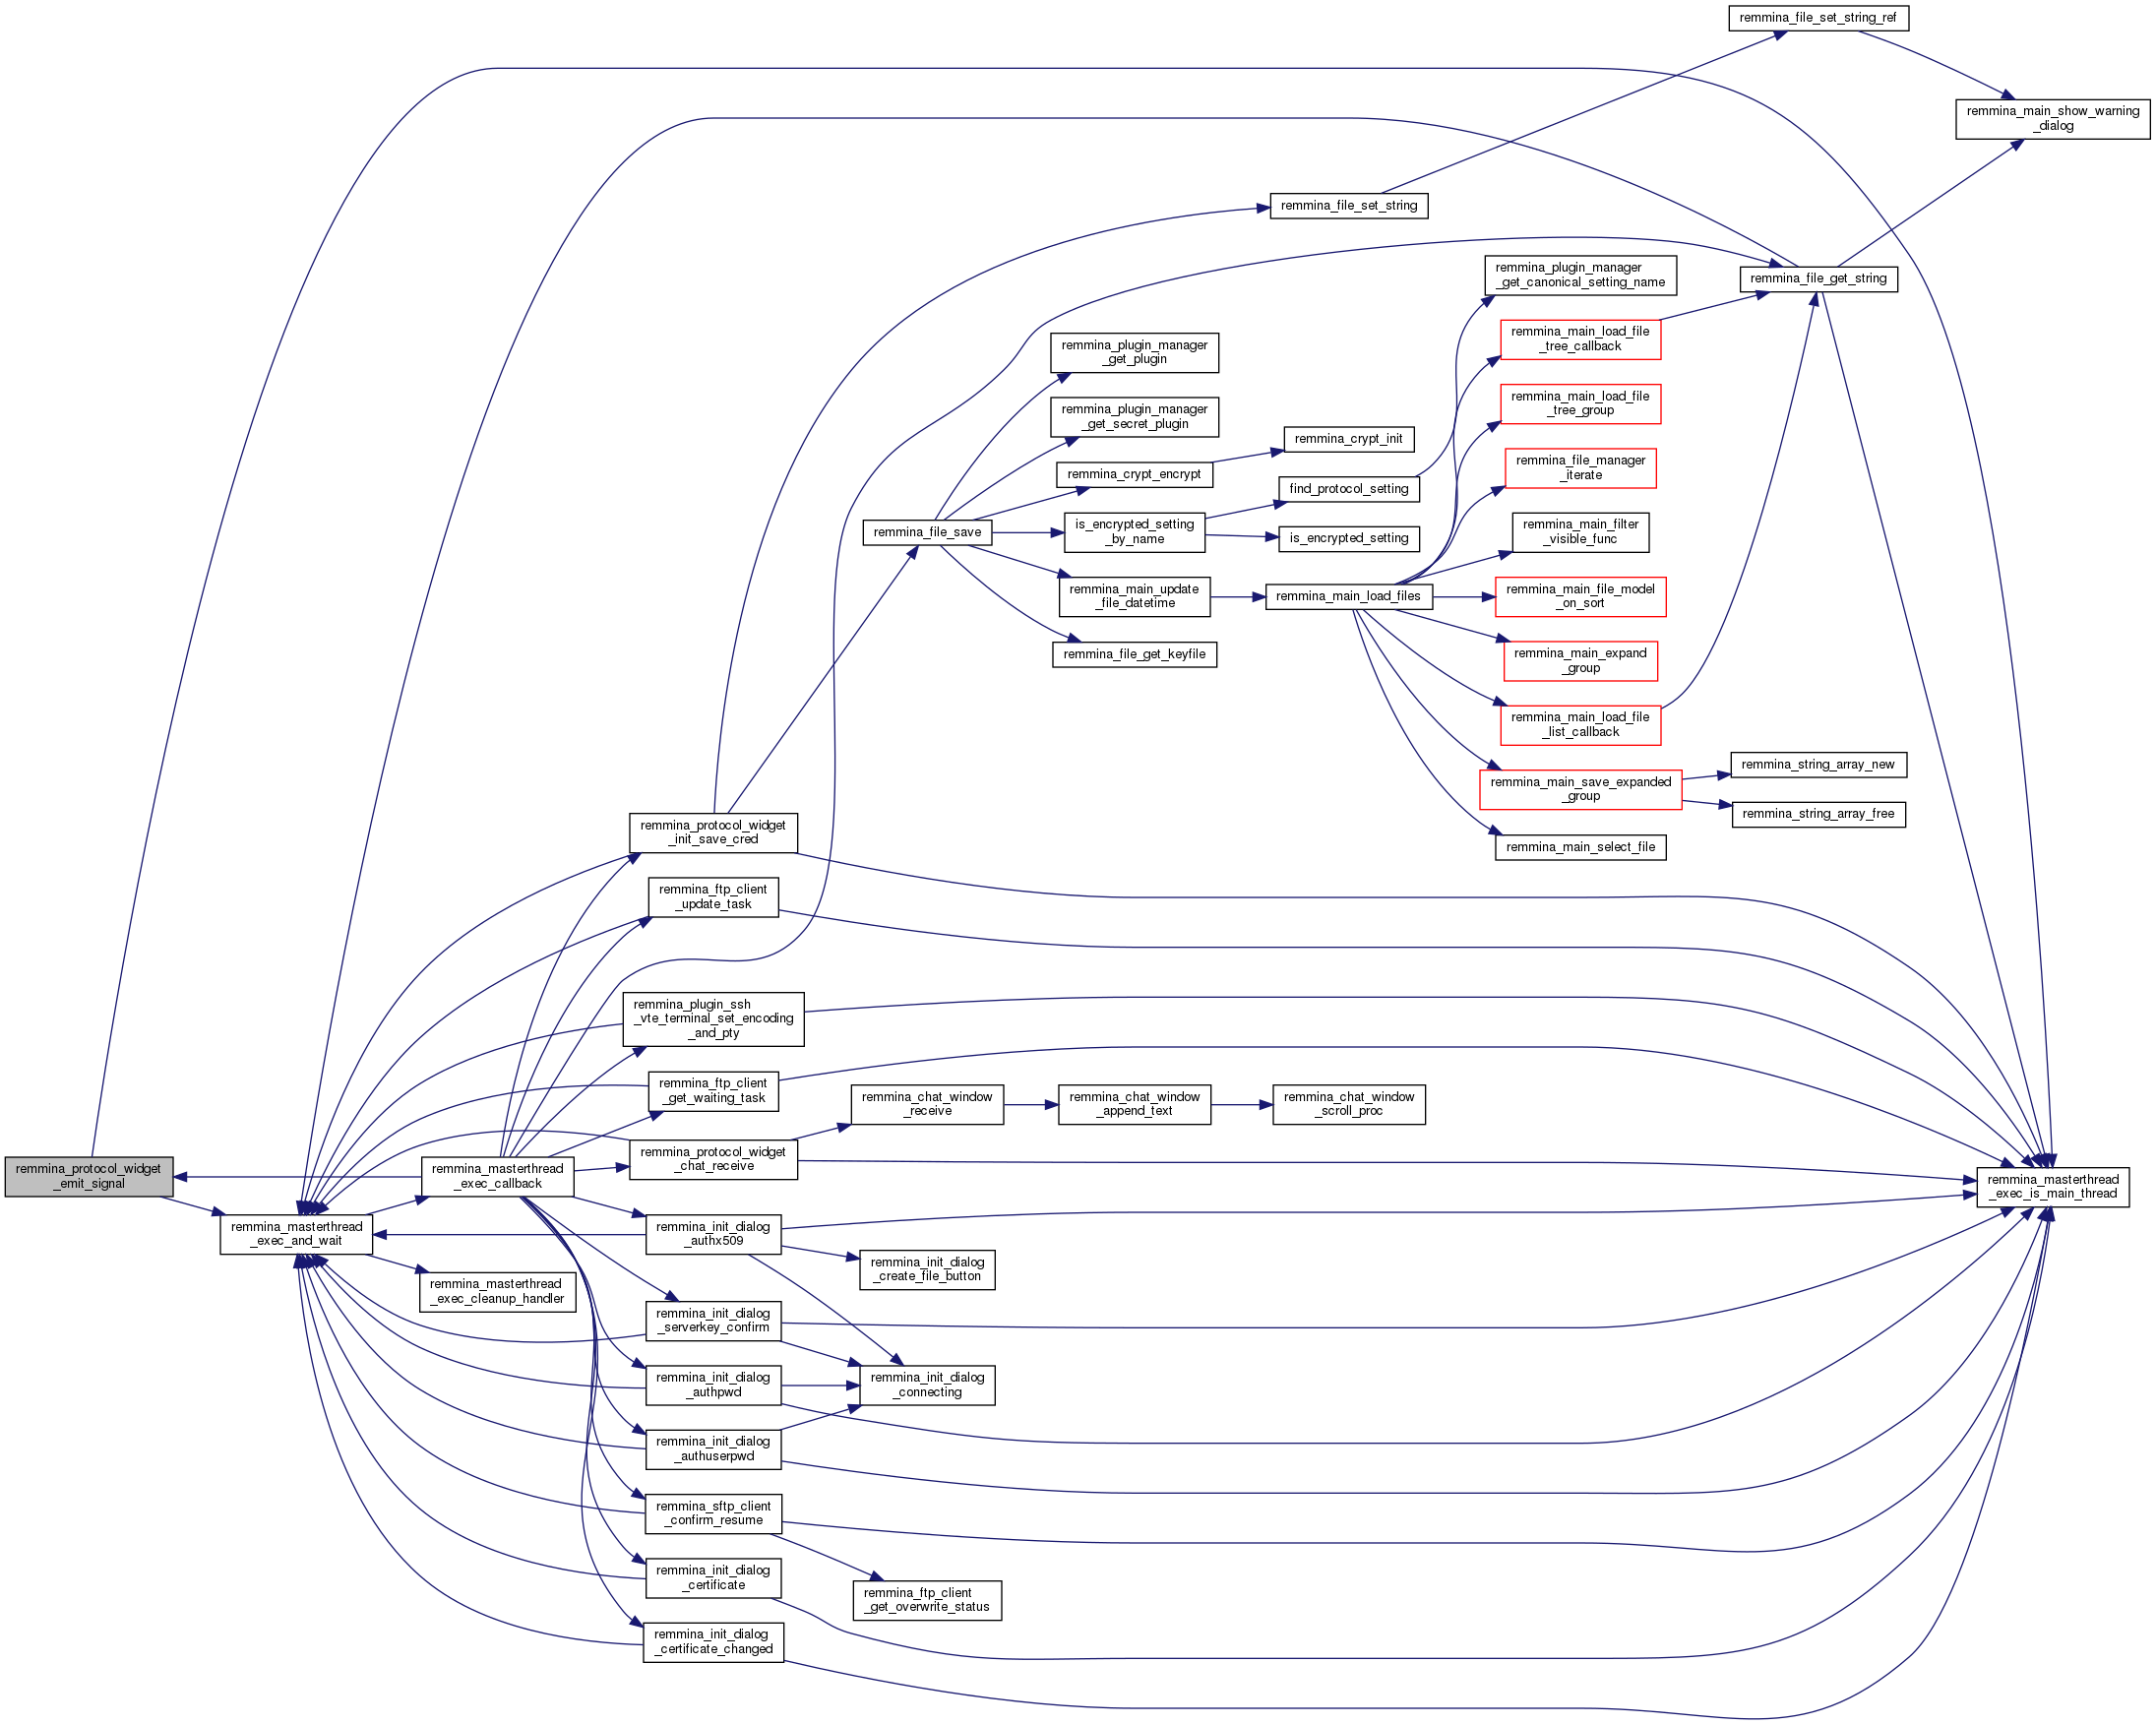 remmina_file_set_string_ref
remmina_main_show_warning
_dialog
remmina_file_set_string
remmina_plugin_manager
_get_canonical_setting_name
remmina_file_get_string
remmina_main_load_file
_tree_callback
remmina_plugin_manager
_get_plugin
remmina_main_load_file
_tree_group
remmina_plugin_manager
_get_secret_plugin
remmina_crypt_init
remmina_file_manager
_iterate
remmina_crypt_encrypt
find_protocol_setting
remmina_file_save
is_encrypted_setting
_by_name
is_encrypted_setting
remmina_main_filter
_visible_func
remmina_main_update
_file_datetime
remmina_main_load_files
remmina_main_file_model
_on_sort
remmina_file_get_keyfile
remmina_main_expand
_group
remmina_main_load_file
_list_callback
remmina_main_save_expanded
_group
remmina_string_array_new
remmina_string_array_free
remmina_main_select_file
remmina_protocol_widget
_init_save_cred
remmina_ftp_client
_update_task
remmina_plugin_ssh
_vte_terminal_set_encoding
_and_pty
remmina_ftp_client
_get_waiting_task
remmina_chat_window
_receive
remmina_chat_window
_append_text
remmina_chat_window
_scroll_proc
remmina_protocol_widget
_chat_receive
remmina_protocol_widget
_emit_signal
remmina_masterthread
_exec_callback
remmina_masterthread
_exec_is_main_thread
remmina_masterthread
_exec_and_wait
remmina_init_dialog
_authx509
remmina_init_dialog
_create_file_button
remmina_masterthread
_exec_cleanup_handler
remmina_init_dialog
_serverkey_confirm
remmina_init_dialog
_authpwd
remmina_init_dialog
_connecting
remmina_init_dialog
_authuserpwd
remmina_sftp_client
_confirm_resume
remmina_init_dialog
_certificate
remmina_ftp_client
_get_overwrite_status
remmina_init_dialog
_certificate_changed